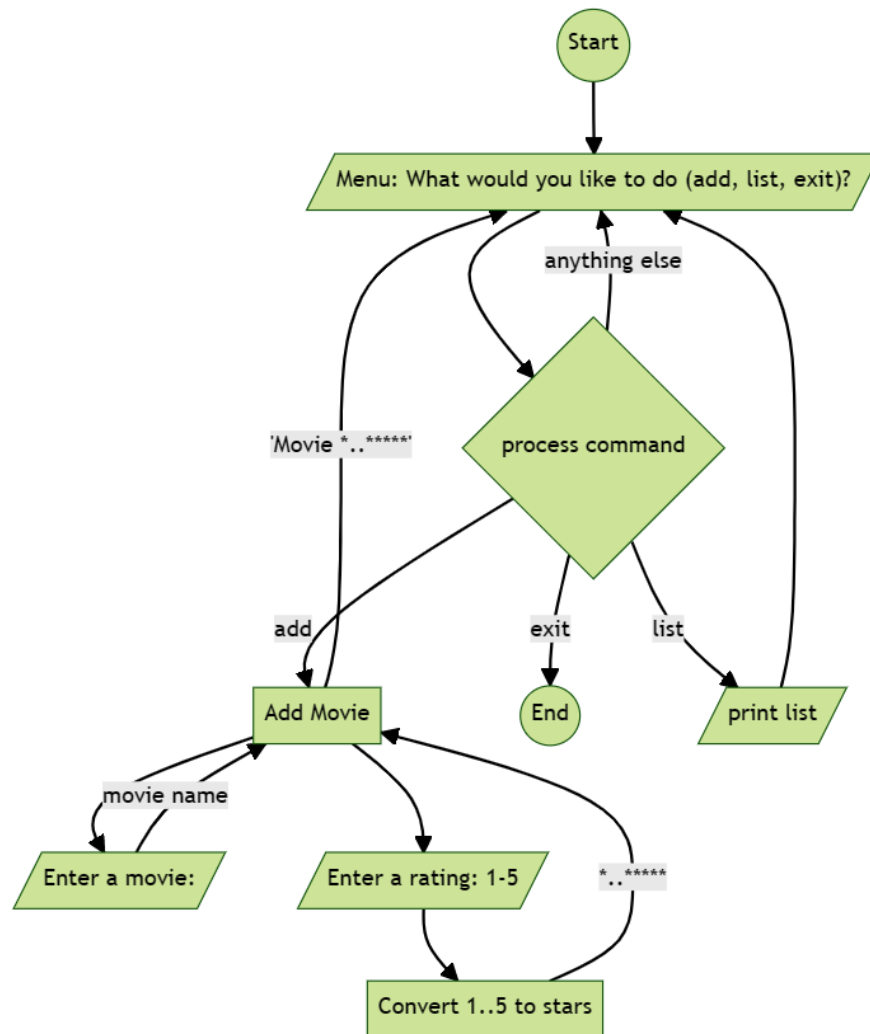 Start
Menu: What would you like to do (add, list, exit)?
anything else
process command
'Movie *..*****'
add
exit
list
Add Movie
End
print list
movie name
Enter a movie:
Enter a rating: 1-5
*..*****
Convert 1..5 to stars